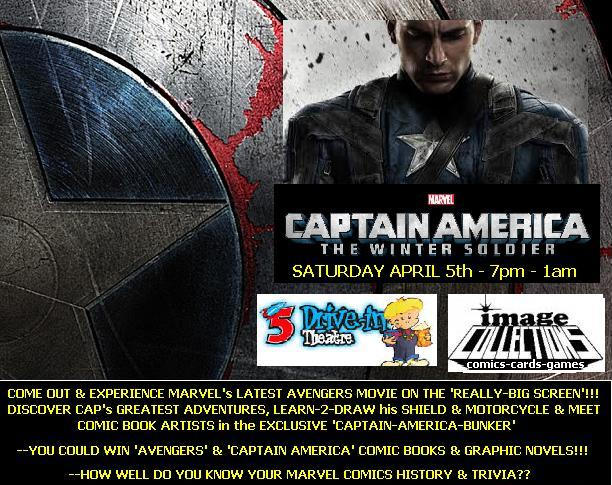 MARVEL
CAPTAIN AMERICA
THE WINTER SOLDIER
SATURDAY APRIL 5th - 7pm - 1am
5 Drive-in
Theatre
image
COLLECTIONS
comics-cards-games
COME OUT & EXPERIENCE MARVEL's LATEST AVENGERS MOVIE ON THE 'REALLY-BIG SCREEN'!!!
DISCOVER CAP's GREATEST ADVENTURES, LEARN-2-DRAW his SHIELD & MOTORCYCLE & MEET
COMIC BOOK ARTISTS in the EXCLUSIVE 'CAPTAIN-AMERICA-BUNKER'
--YOU COULD WIN 'AVENGERS' & 'CAPTAIN AMERICA' COMIC BOOKS & GRAPHIC NOVELS!!!
--HOW WELL DO YOU KNOW YOUR MARVEL COMICS HISTORY & TRIVIA??